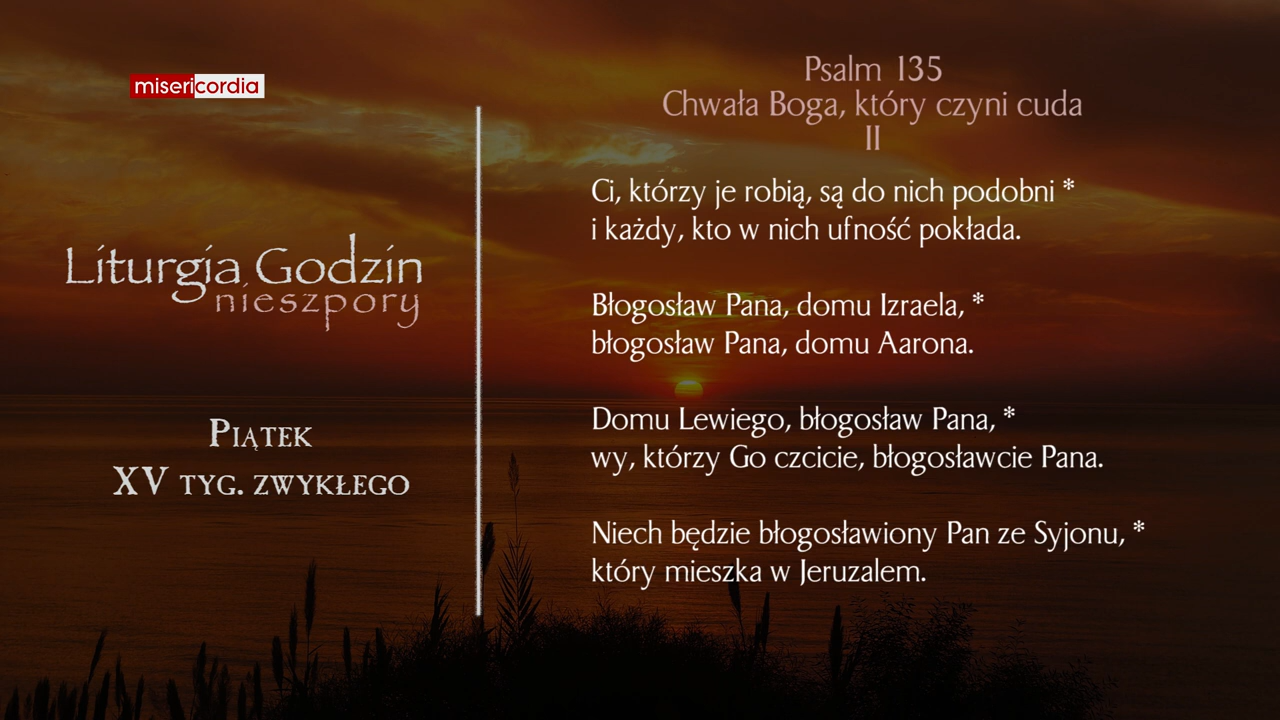 misericordia
Liturgia Godzin
nieszpory
Piątek
XV tyg. zwykłego
Psalm 135
Chwała Boga, który czyni cuda
II
Ci, którzy je robią, są do nich podobni *
i każdy, kto w nich ufność pokłada.
Błogosław Pana, domu Izraela, *
błogosław Pana, domu Aarona.
Domu Lewiego, błogosław Pana, *
wy, którzy Go czcicie, błogosławcie Pana.
Niech będzie błogosławiony Pan ze Syjonu, *
który mieszka w Jeruzalem.